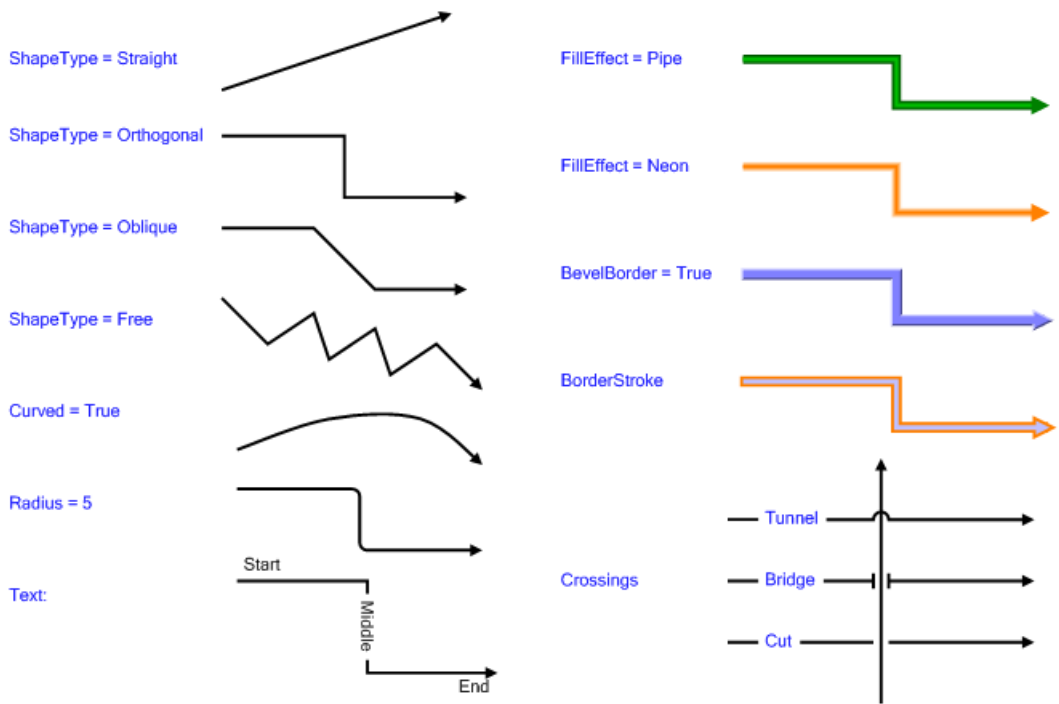 ShapeType = Straight
ShapeType = Orthogonal
ShapeType = Oblique
ShapeType = Free
Curved = True
Radius = 5
Text:
Start
Middle
End
FillEffect = Pipe
FillEffect = Neon
BevelBorder = True
BorderStroke
Crossings
Tunnel
Bridge
Cut